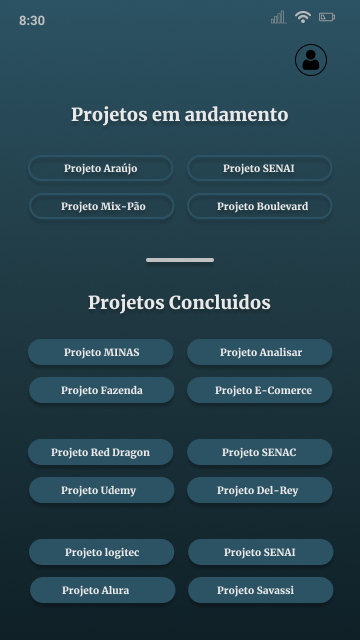 8:30
Projetos em andamento
Projeto Araújo
Projeto SENAI
Projeto Mix-Pão
Projeto Boulevard
Projetos Concluidos
Projeto MINAS
Projeto Analisar
Projeto Fazenda
Projeto E-Comerce
Projeto Red Dragon
Projeto SENAC
Projeto Udemy
Projeto Del-Rey
Projeto logitec
Projeto SENAI
Projeto Alura
Projeto Savassi